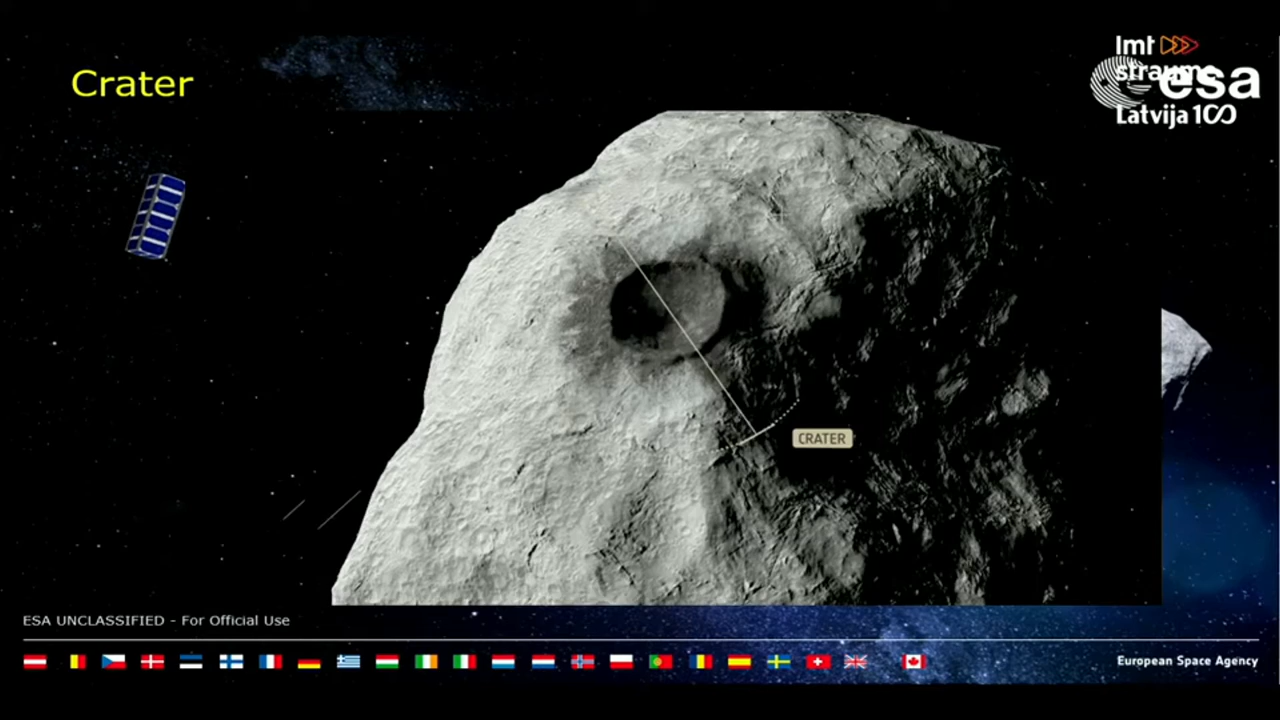 Crater
lmt
straume
esa
Latvija 100
CRATER
ESA UNCLASSIFIED - For Official Use
European Space Agency